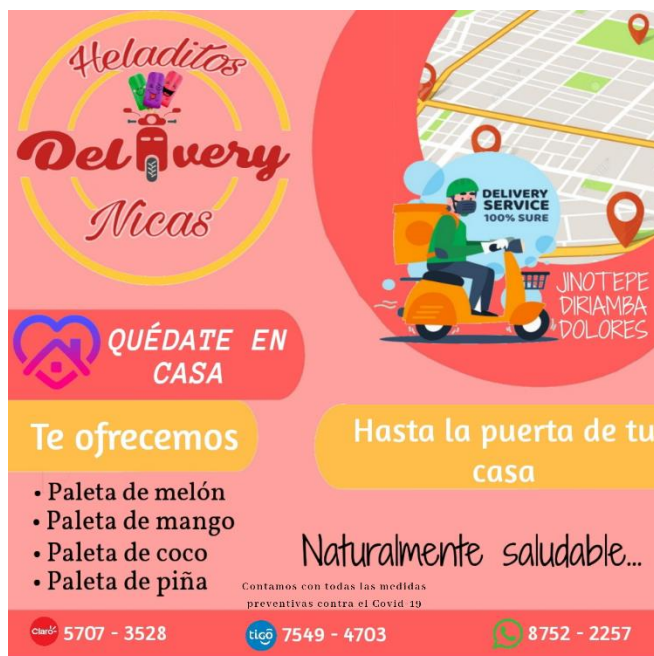 Heladitos
Delivery
Nicas
DELIVERY
SERVICE
100% SURE
JINOTEPE
DIRIAMBA
DOLORES
QUÉDATE EN
CASA
Te ofrecemos
Hasta la puerta de tu
casa
• Paleta de melón
• Paleta de mango
• Paleta de coco
• Paleta de piña
Naturalmente saludable...
Contamos con todas las medidas
preventivas contra el Covid-19
Claro 5707 - 3528
tigo 7549 - 4703
8752 - 2257